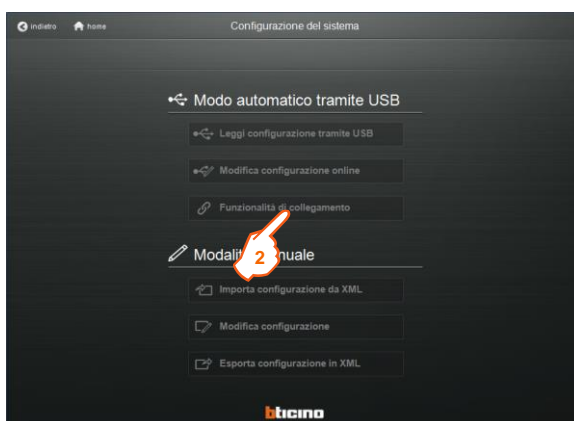 indietro home Configurazione del sistema
Modo automatico tramite USB
Leggi configurazione tramite USB
Modifica configurazione online
Funzionalità di collegamento
Modalit nuale
2
Importa configurazione da XML
Modifica configurazione
Esporta configurazione in XML
bticino